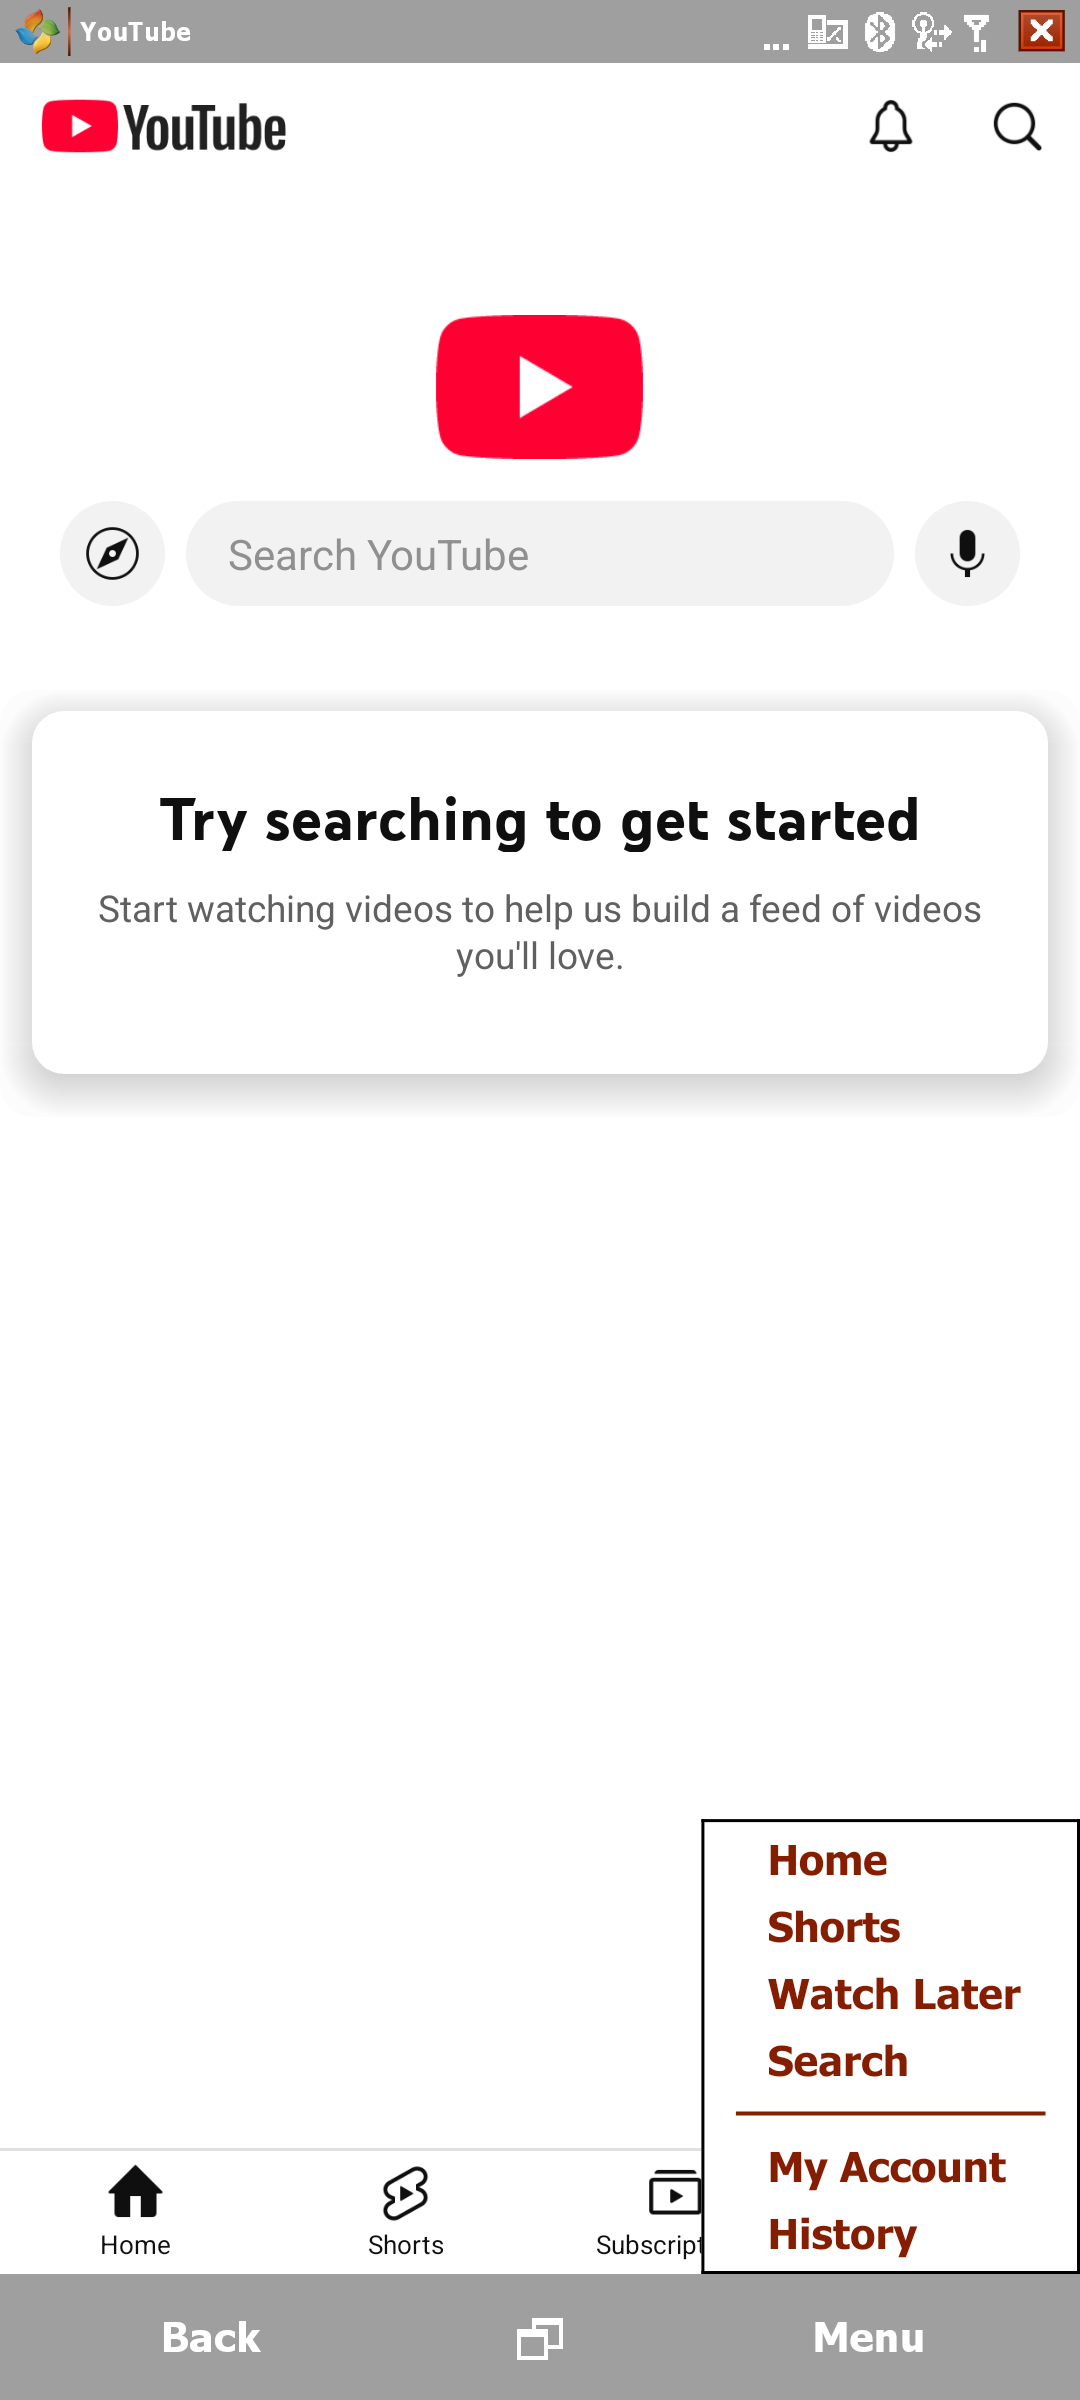 YouTube
YouTube
Search YouTube
Try searching to get started
Start watching videos to help us build a feed of videos
you'll love.
Home
Shorts
Watch Later
Search
My Account
History
Home
Shorts
Subscript
Back
Menu